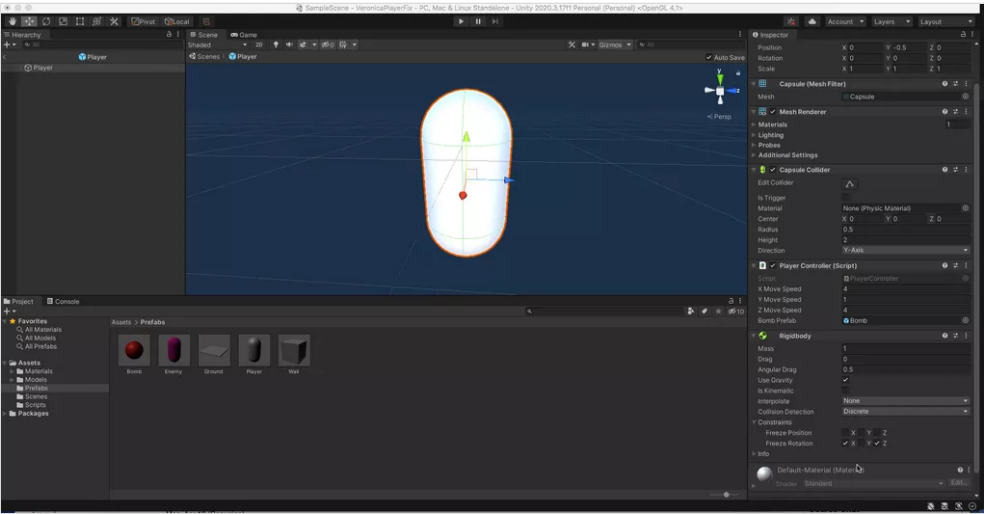 SampleScene - VeronicaPlayerFix - PC, Mac & Linux Standalone - Unity 2020.3.17f1 Personal (Personal) <OpenGL 4.1>
Pivot Local Account Layers Layout
Hierarchy
All
Player
Player
Scene Game
Shaded 2D 0 Gizmos All
Scenes Player Auto Save
y
z
Persp
Project Console
10
Favorites
All Materials
All Models
All Prefabs
Assets
Materials
Models
Prefabs
Scenes
Scripts
Packages
Assets > Prefabs
Bomb Enemy Ground Player Wall
Inspector
Position X 0 Y -0.5 Z 0
Rotation X 0 Y 0 Z 0
Scale X 1 Y 1 Z 1
Capsule (Mesh Filter)
Mesh Capsule
Mesh Renderer
Materials 1
Lighting
Probes
Additional Settings
Capsule Collider
Edit Collider
Is Trigger
Material None (Physic Material)
Center X 0 Y 0 Z 0
Radius 0.5
Height 2
Direction Y-Axis
Player Controller (Script)
Script PlayerController
X Move Speed 4
Y Move Speed 1
Z Move Speed 4
Bomb Prefab Bomb
Rigidbody
Mass 1
Drag 0
Angular Drag 0.5
Use Gravity
Is Kinematic
Interpolate None
Collision Detection Discrete
Constraints
Freeze Position X Y Z
Freeze Rotation X Y Z
Info
Default-Material (Material)
Shader Standard Edit...